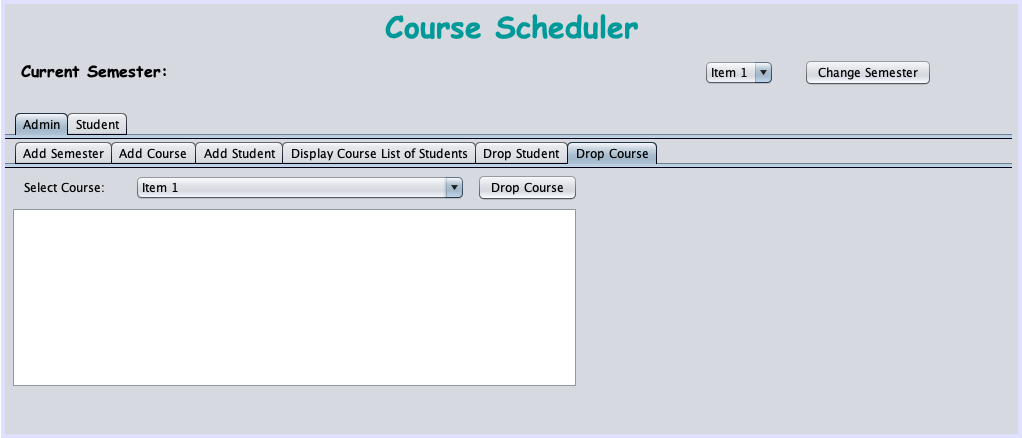 Course Scheduler
Current Semester: Item 1 Change Semester
Admin Student
Add Semester Add Course Add Student Display Course List of Students Drop Student Drop Course
Select Course: Item 1 Drop Course